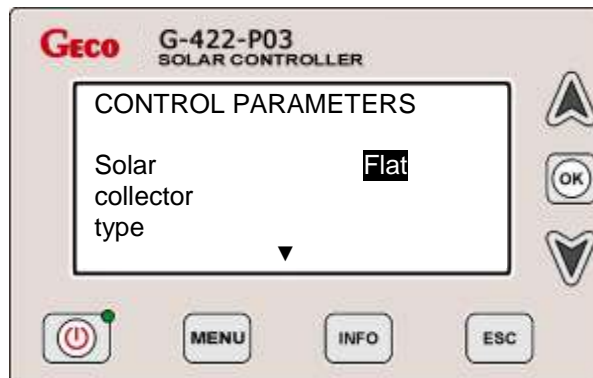 GECO G-422-P03
SOLAR CONTROLLER
CONTROL PARAMETERS
Solar Flat
collector
type
OK
MENU INFO ESC